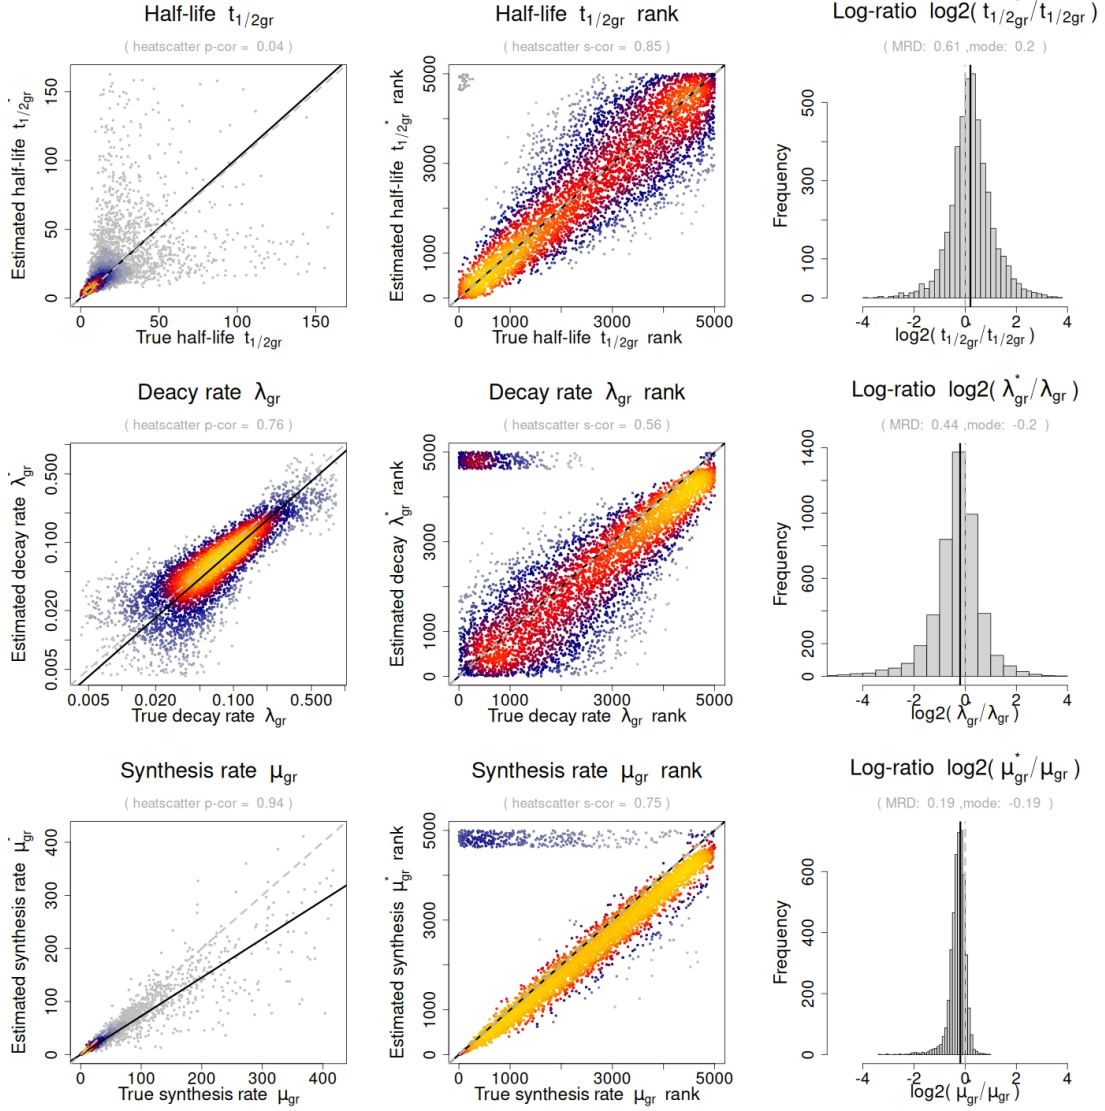 Half-life t1/2gr
( heatscatter p-cor = 0.04 )
Estimated half-life t*1/2gr
0 50 100 150
0 50 100 150
True half-life t1/2gr
Half-life t1/2gr rank
( heatscatter s-cor = 0.85 )
Estimated half-life t*1/2gr rank
0 1000 3000 5000
0 1000 3000 5000
True half-life t1/2gr rank
Log-ratio log2( t*1/2gr/t1/2gr )
( MRD: 0.61 ,mode: 0.2 )
Frequency
100 300 500
0
-4 -2 0 2 4
log2( t*1/2gr/t1/2gr )
Deacy rate λgr
( heatscatter p-cor = 0.76 )
Estimated decay rate λ*gr
0.005 0.020 0.100 0.500
0.005 0.020 0.100 0.500
True decay rate λgr
Decay rate λgr rank
( heatscatter s-cor = 0.56 )
Estimated decay λ*gr rank
0 1000 3000 5000
0 1000 3000 5000
True decay rate λgr rank
Log-ratio log2( λ*gr/λgr )
( MRD: 0.44 ,mode: -0.2 )
Frequency
0 200 600 1000 1400
-4 -2 0 2 4
log2( λ*gr/λgr )
Synthesis rate μgr
( heatscatter p-cor = 0.94 )
Estimated synthesis rate μ*gr
0 100 200 300 400
0 100 200 300 400
True synthesis rate μgr
Synthesis rate μgr rank
( heatscatter s-cor = 0.75 )
Estimated synthesis μ*gr rank
0 1000 3000 5000
0 1000 3000 5000
True synthesis rate μgr rank
Log-ratio log2( μ*gr/μgr )
( MRD: 0.19 ,mode: -0.19 )
Frequency
0 200 400 600
-4 -2 0 2 4
log2( μ*gr/μgr )